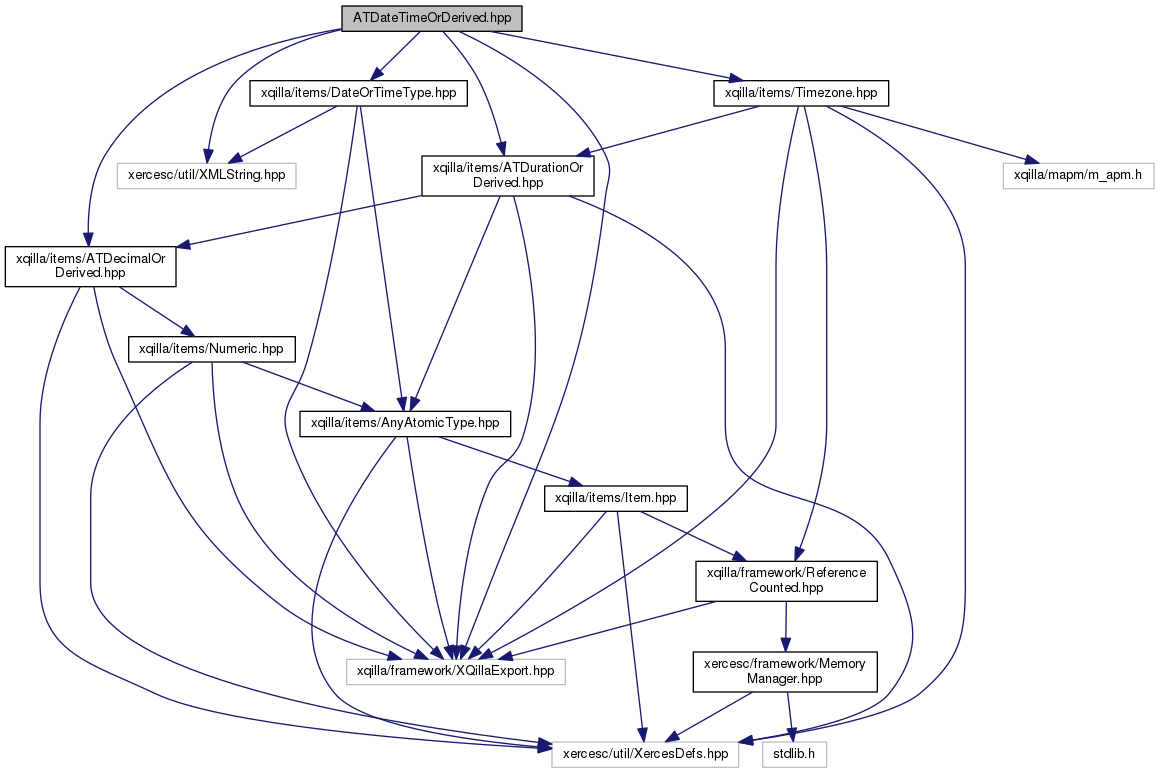 ATDateTimeOrDerived.hpp
xqilla/items/DateOrTimeType.hpp
xqilla/items/Timezone.hpp
xercesc/util/XMLString.hpp
xqilla/items/ATDurationOr
Derived.hpp
xqilla/mapm/m_apm.h
xqilla/items/ATDecimalOr
Derived.hpp
xqilla/items/Numeric.hpp
xqilla/items/AnyAtomicType.hpp
xqilla/items/Item.hpp
xqilla/framework/Reference
Counted.hpp
xqilla/framework/XQillaExport.hpp
xercesc/framework/Memory
Manager.hpp
xercesc/util/XercesDefs.hpp
stdlib.h